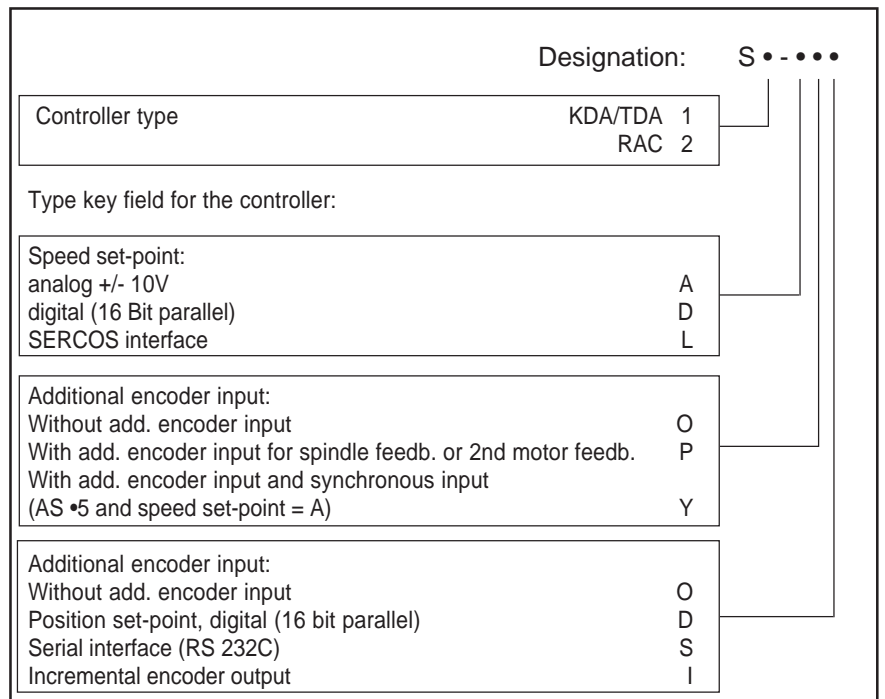 Designation: S • - • • •
Controller type KDA/TDA 1
RAC 2
Type key field for the controller:
Speed set-point:
analog +/- 10V A
digital (16 Bit parallel) D
SERCOS interface L
Additional encoder input:
Without add. encoder input O
With add. encoder input for spindle feedb. or 2nd motor feedb. P
With add. encoder input and synchronous input
(AS •5 and speed set-point = A) Y
Additional encoder input:
Without add. encoder input O
Position set-point, digital (16 bit parallel) D
Serial interface (RS 232C) S
Incremental encoder output I